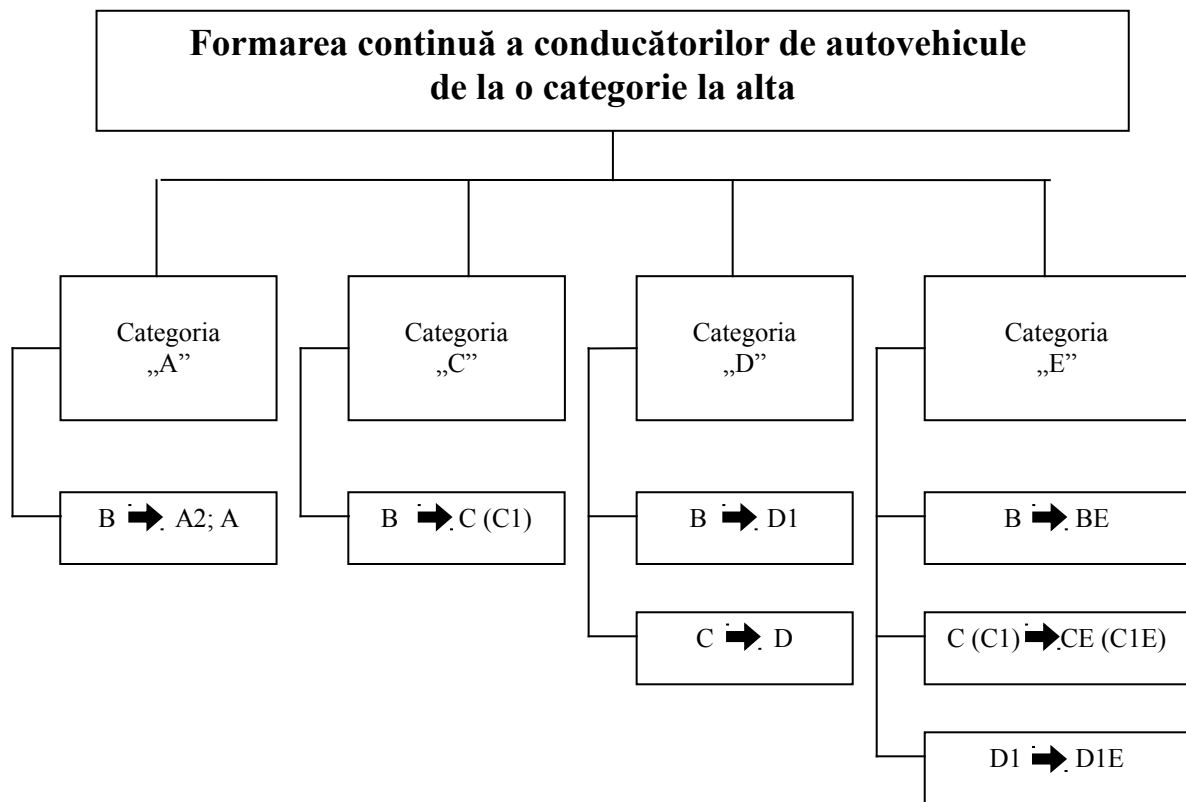 Formarea continuă a conducătorilor de autovehicule
de la o categorie la alta
Categoria
„A”
Categoria
„C”
Categoria
„D”
Categoria
„E”
B ➡ A2; A
B ➡ C (C1)
B ➡ D1
B ➡ BE
C ➡ D
C (C1) ➡ CE (C1E)
D1 ➡ D1E